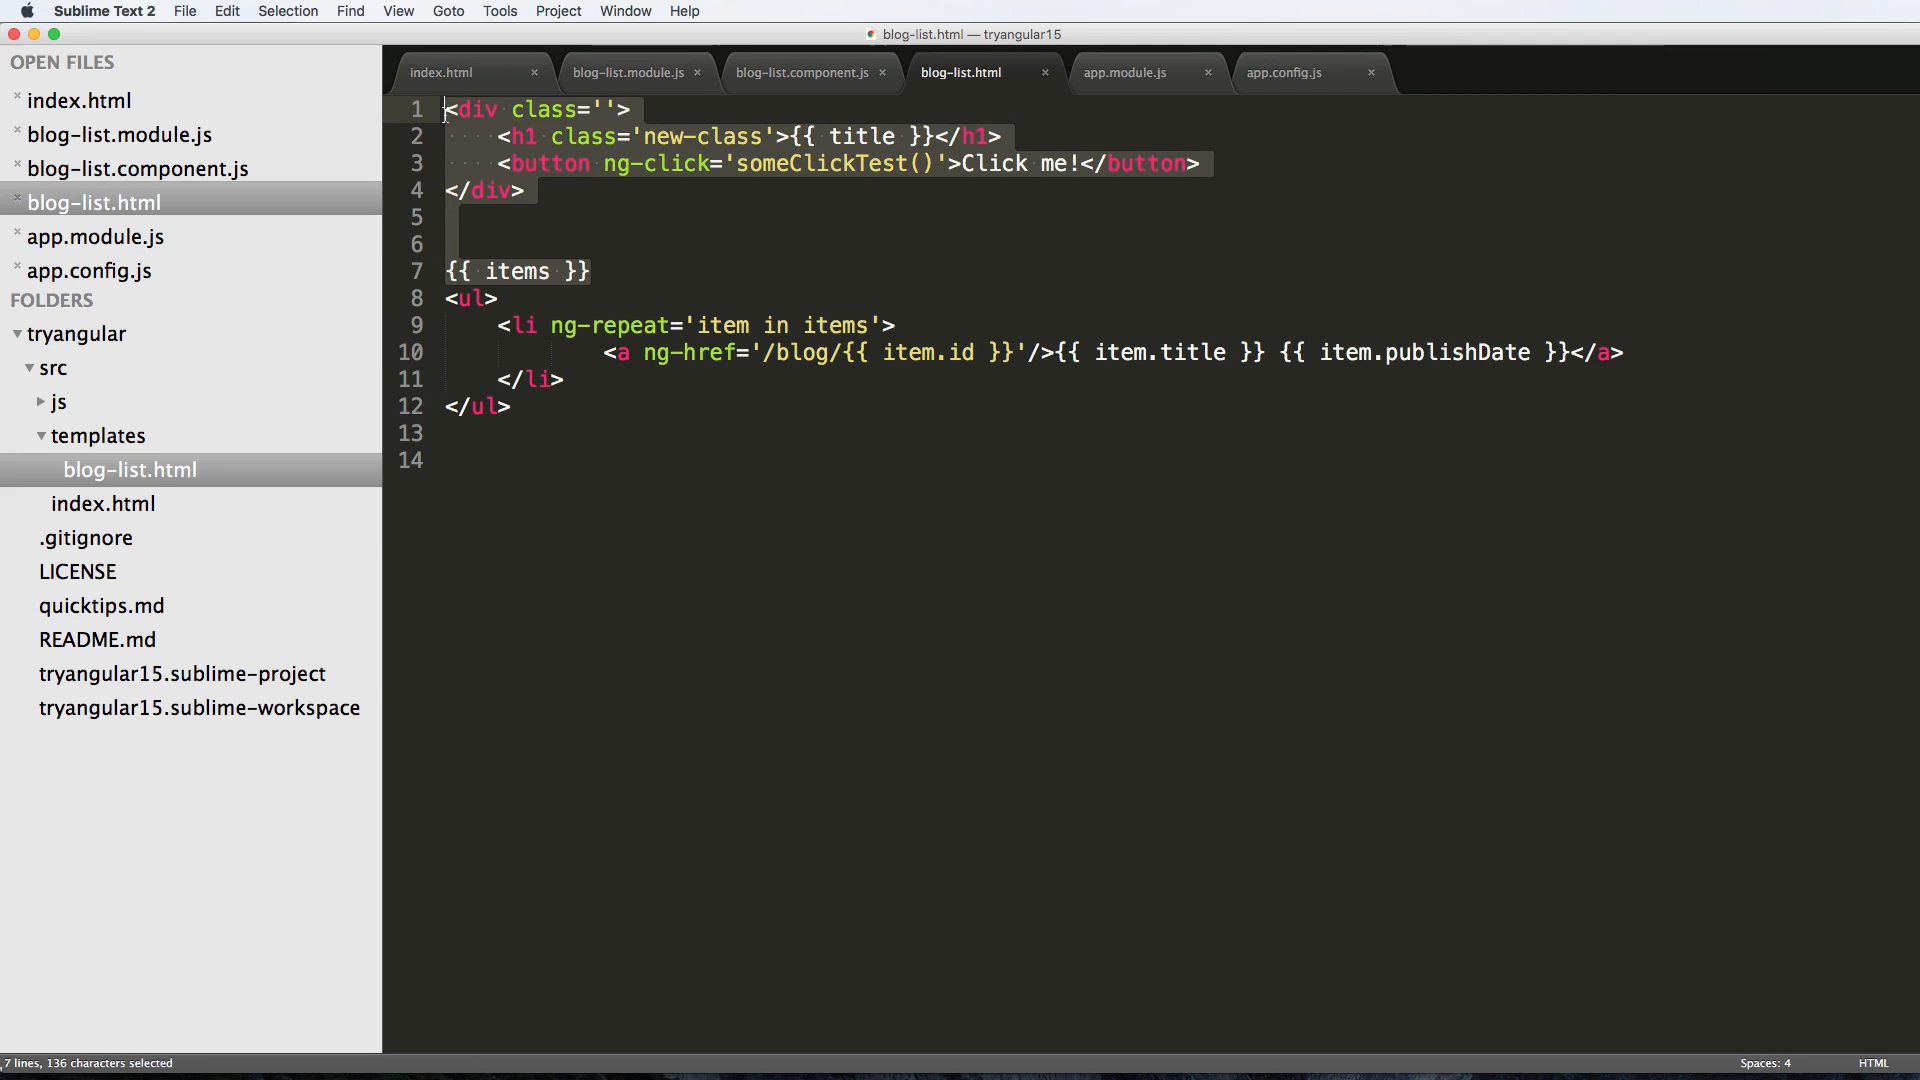 Sublime Text 2 File Edit Selection Find View Goto Tools Project Window Help
blog-list.html — tryangular15
OPEN FILES
index.html
blog-list.module.js
blog-list.component.js
blog-list.html
app.module.js
app.config.js
FOLDERS
tryangular
src
js
templates
blog-list.html
index.html
.gitignore
LICENSE
quicktips.md
README.md
tryangular15.sublime-project
tryangular15.sublime-workspace
index.html × blog-list.module.js × blog-list.component.js × blog-list.html × app.module.js × app.config.js ×
1 <div class=''>
2 <h1 class='new-class'>{{ title }}</h1>
3 <button ng-click='someClickTest()'>Click me!</button>
4 </div>
5
6
7 {{ items }}
8 <ul>
9 <li ng-repeat='item in items'>
10 <a ng-href='/blog/{{ item.id }}'/>{{ item.title }} {{ item.publishDate }}</a>
11 </li>
12 </ul>
13
14
7 lines, 136 characters selected
Spaces: 4 HTML